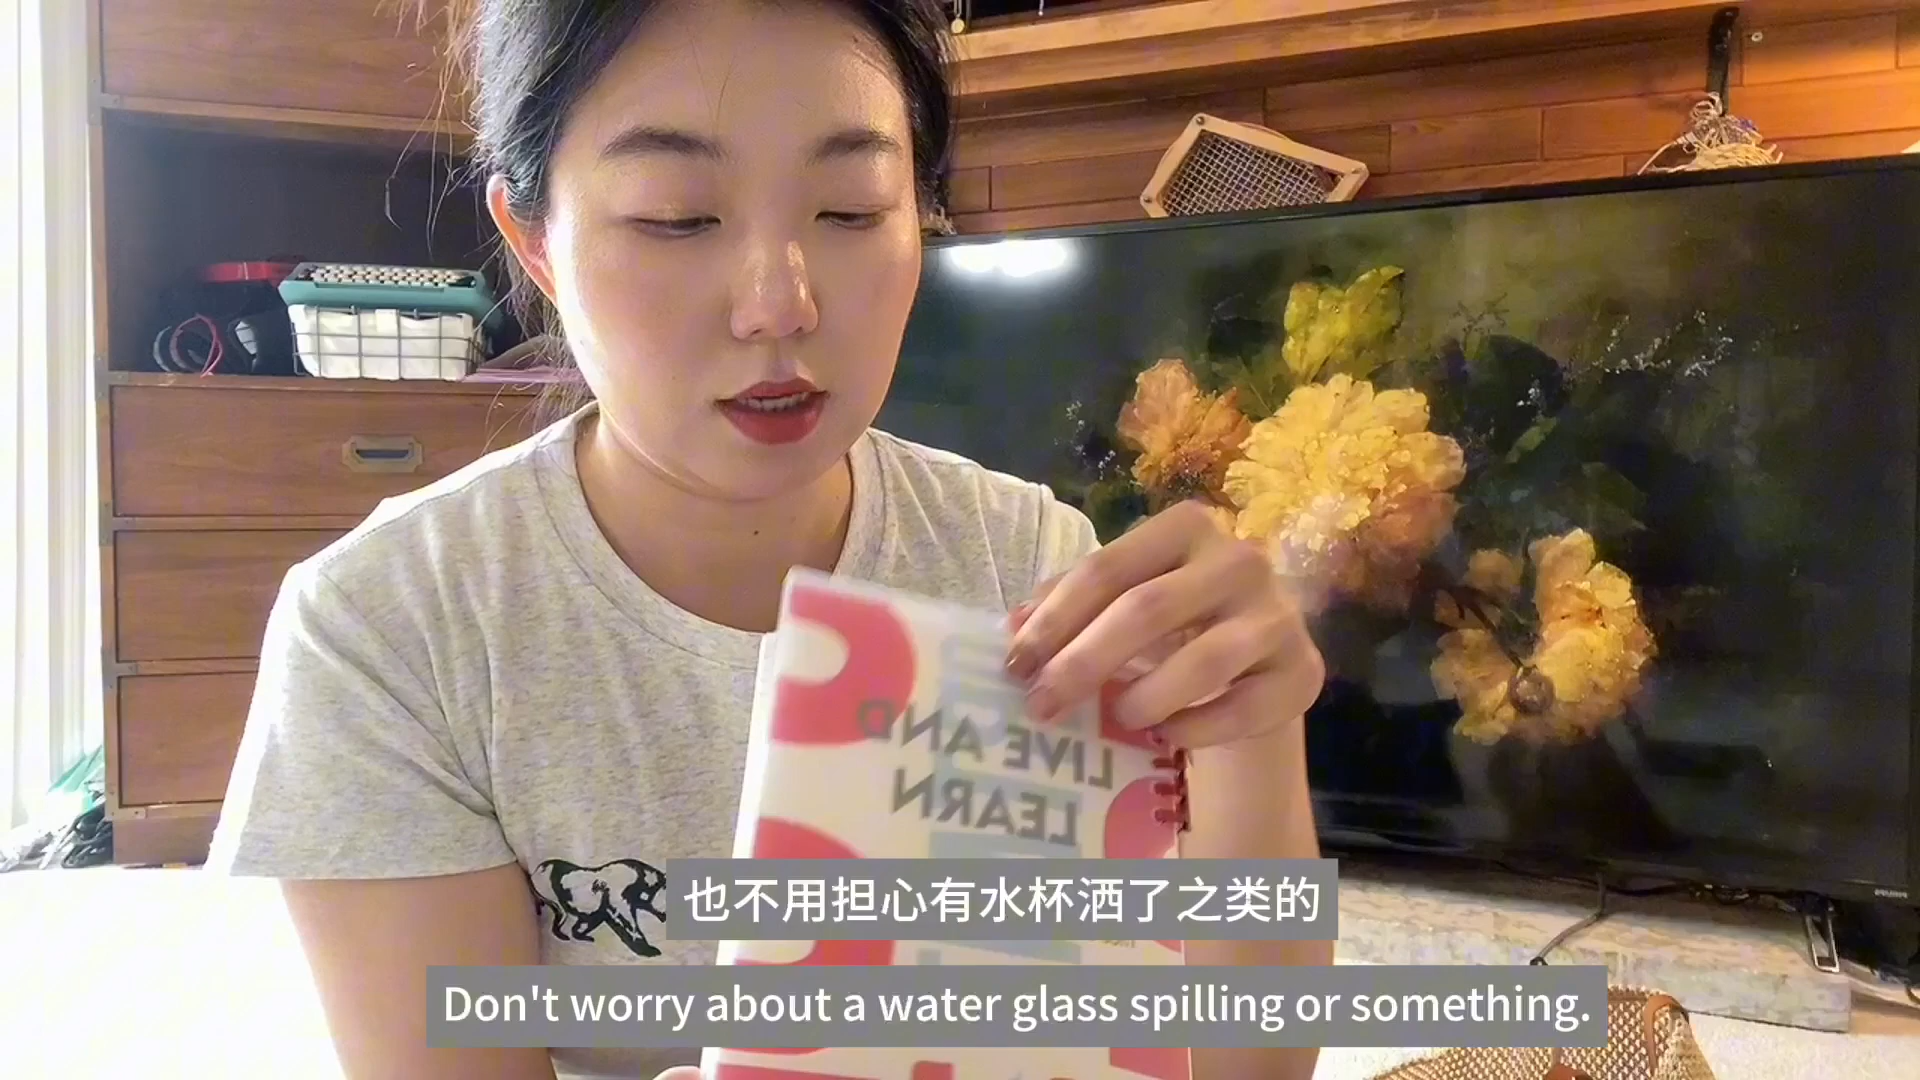 LIVE AND
LEARN
也不用担心有水杯洒了之类的
Don't worry about a water glass spilling or something.
PHILIPS